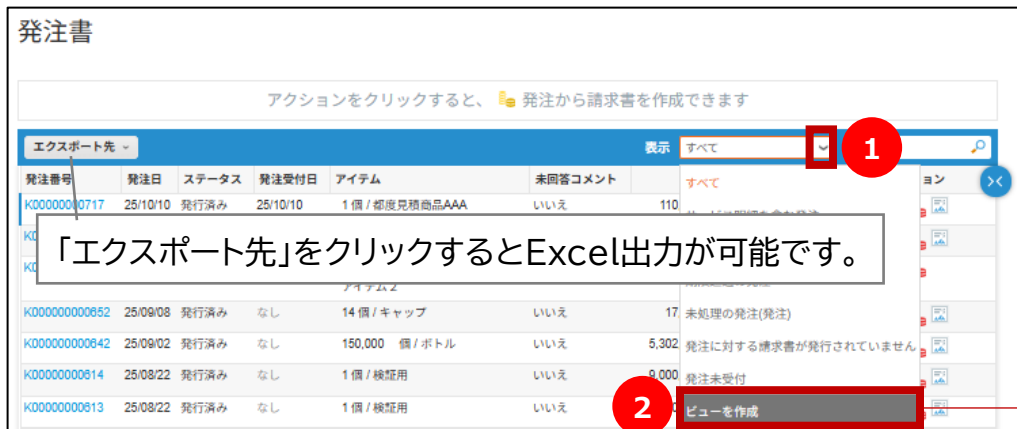 発注書
アクションをクリックすると、 発注から請求書を作成できます
エクスポート先
表示 すべて
1
発注番号 発注日 ステータス 発注受付日 アイテム 未回答コメント ョン
すべて
K00000000717 25/10/10 発行済み 25/10/10 1 個 / 都度見積商品AAA いいえ 110
「エクスポート先」をクリックするとExcel出力が可能です。
アイテム 2
K000000000652 25/09/08 発行済み なし 14 個 / キャップ いいえ 17,
未処理の発注(発注)
K000000000642 25/09/02 発行済み なし 150,000 個 / ボトル いいえ 5,302
発注に対する請求書が発行されていません
K00000000614 25/08/22 発行済み なし 1 個 / 検証用 いいえ 9,000
発注未受付
K00000000613 25/08/22 発行済み なし 1 個 / 検証用 いいえ
2
ビューを作成